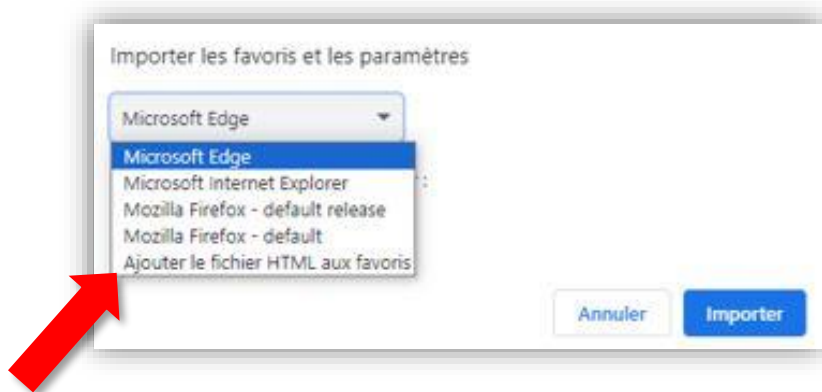 Importer les favoris et les paramètres
Microsoft Edge
Microsoft Edge
Microsoft Internet Explorer
:
Mozilla Firefox - default release
Mozilla Firefox - default
Ajouter le fichier HTML aux favoris
Annuler
Importer